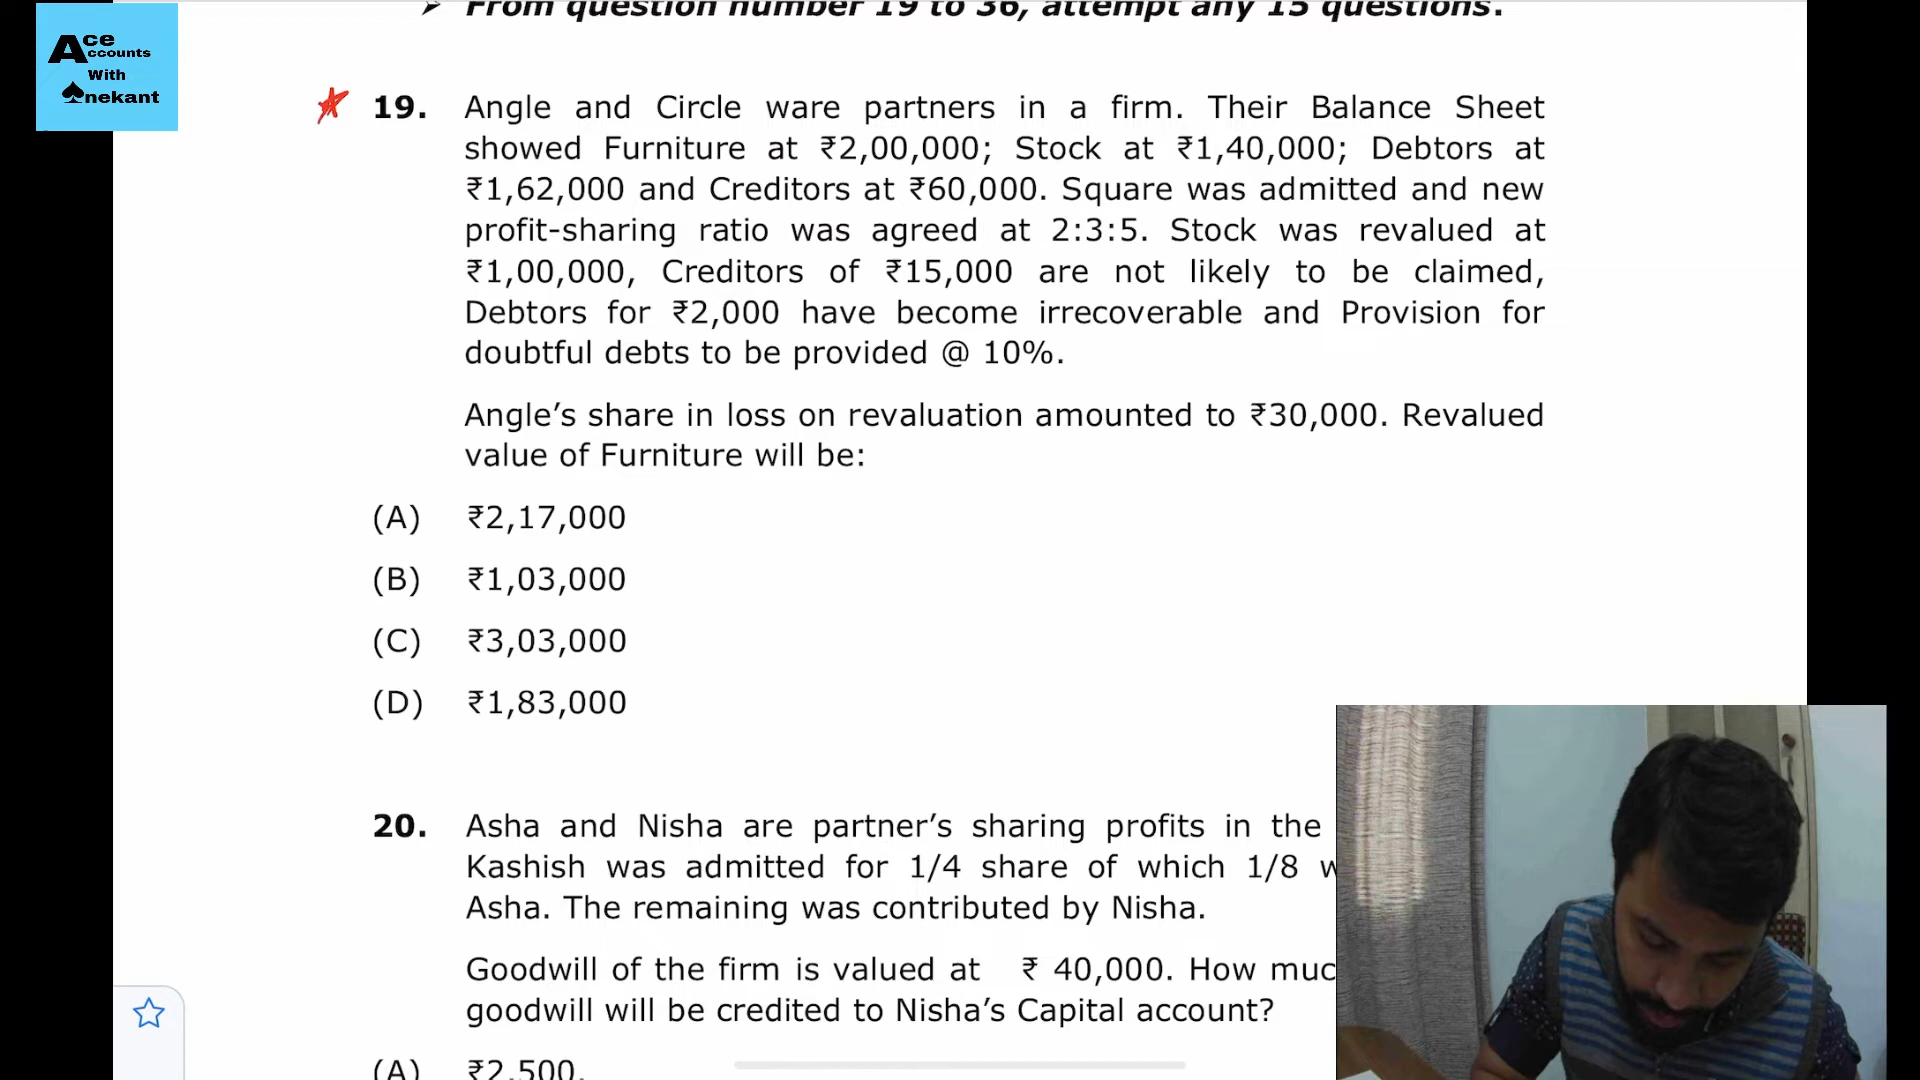 From question number 19 to 36, attempt any 15 questions.
Ace
Accounts
With
Anekant
19. Angle and Circle ware partners in a firm. Their Balance Sheet
showed Furniture at ₹2,00,000; Stock at ₹1,40,000; Debtors at
₹1,62,000 and Creditors at ₹60,000. Square was admitted and new
profit-sharing ratio was agreed at 2:3:5. Stock was revalued at
₹1,00,000, Creditors of ₹15,000 are not likely to be claimed,
Debtors for ₹2,000 have become irrecoverable and Provision for
doubtful debts to be provided @ 10%.
Angle’s share in loss on revaluation amounted to ₹30,000. Revalued
value of Furniture will be:
(A) ₹2,17,000
(B) ₹1,03,000
(C) ₹3,03,000
(D) ₹1,83,000
20. Asha and Nisha are partner’s sharing profits in the
Kashish was admitted for 1/4 share of which 1/8
Asha. The remaining was contributed by Nisha.
Goodwill of the firm is valued at ₹ 40,000. How
goodwill will be credited to Nisha’s Capital account?
(A) ₹2,500.